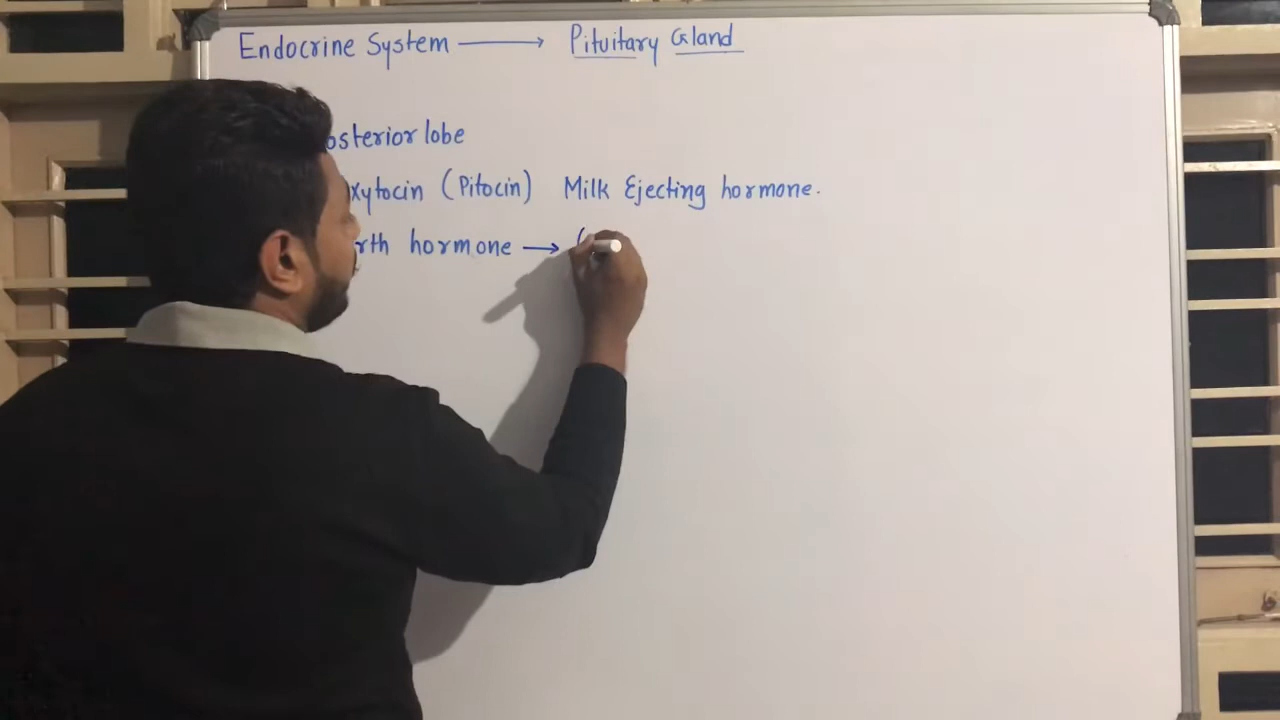 Endocrine System → Pituitary Gland
osterior lobe
xytocin (Pitocin) Milk Ejecting hormone.
rth hormone → (